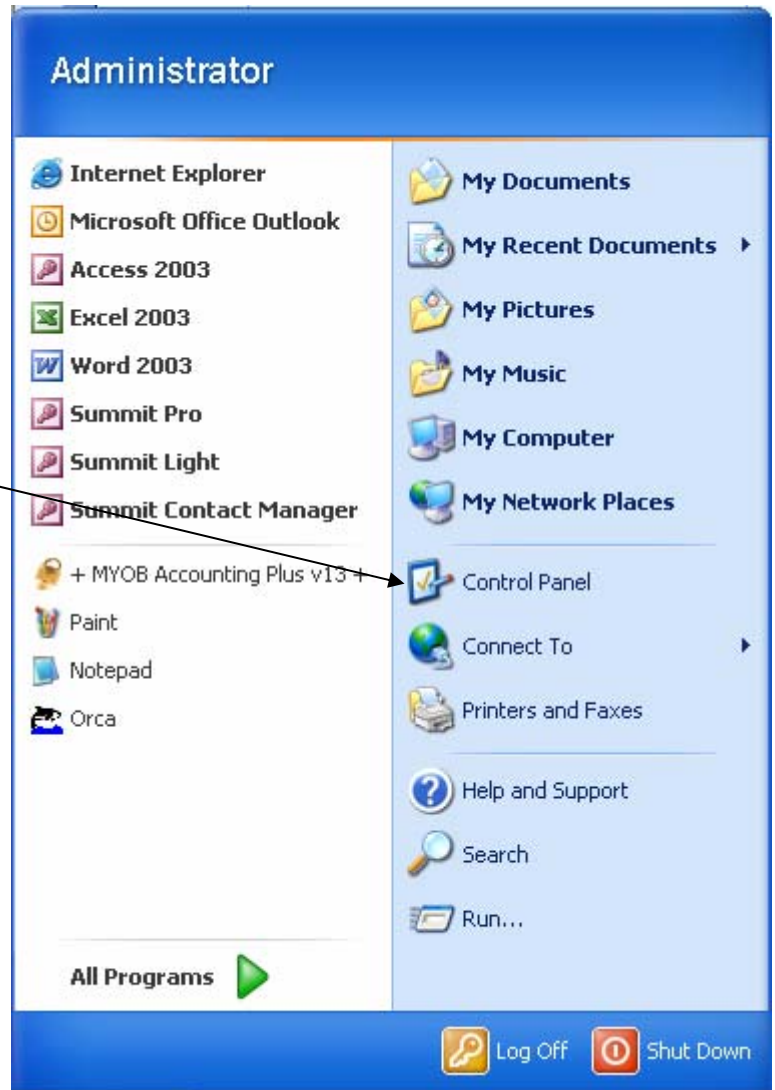 Administrator
Internet Explorer
Microsoft Office Outlook
Access 2003
Excel 2003
Word 2003
Summit Pro
Summit Light
Summit Contact Manager
+ MYOB Accounting Plus v13 +
Paint
Notepad
Orca
All Programs
My Documents
My Recent Documents
My Pictures
My Music
My Computer
My Network Places
Control Panel
Connect To
Printers and Faxes
Help and Support
Search
Run...
Log Off
Shut Down